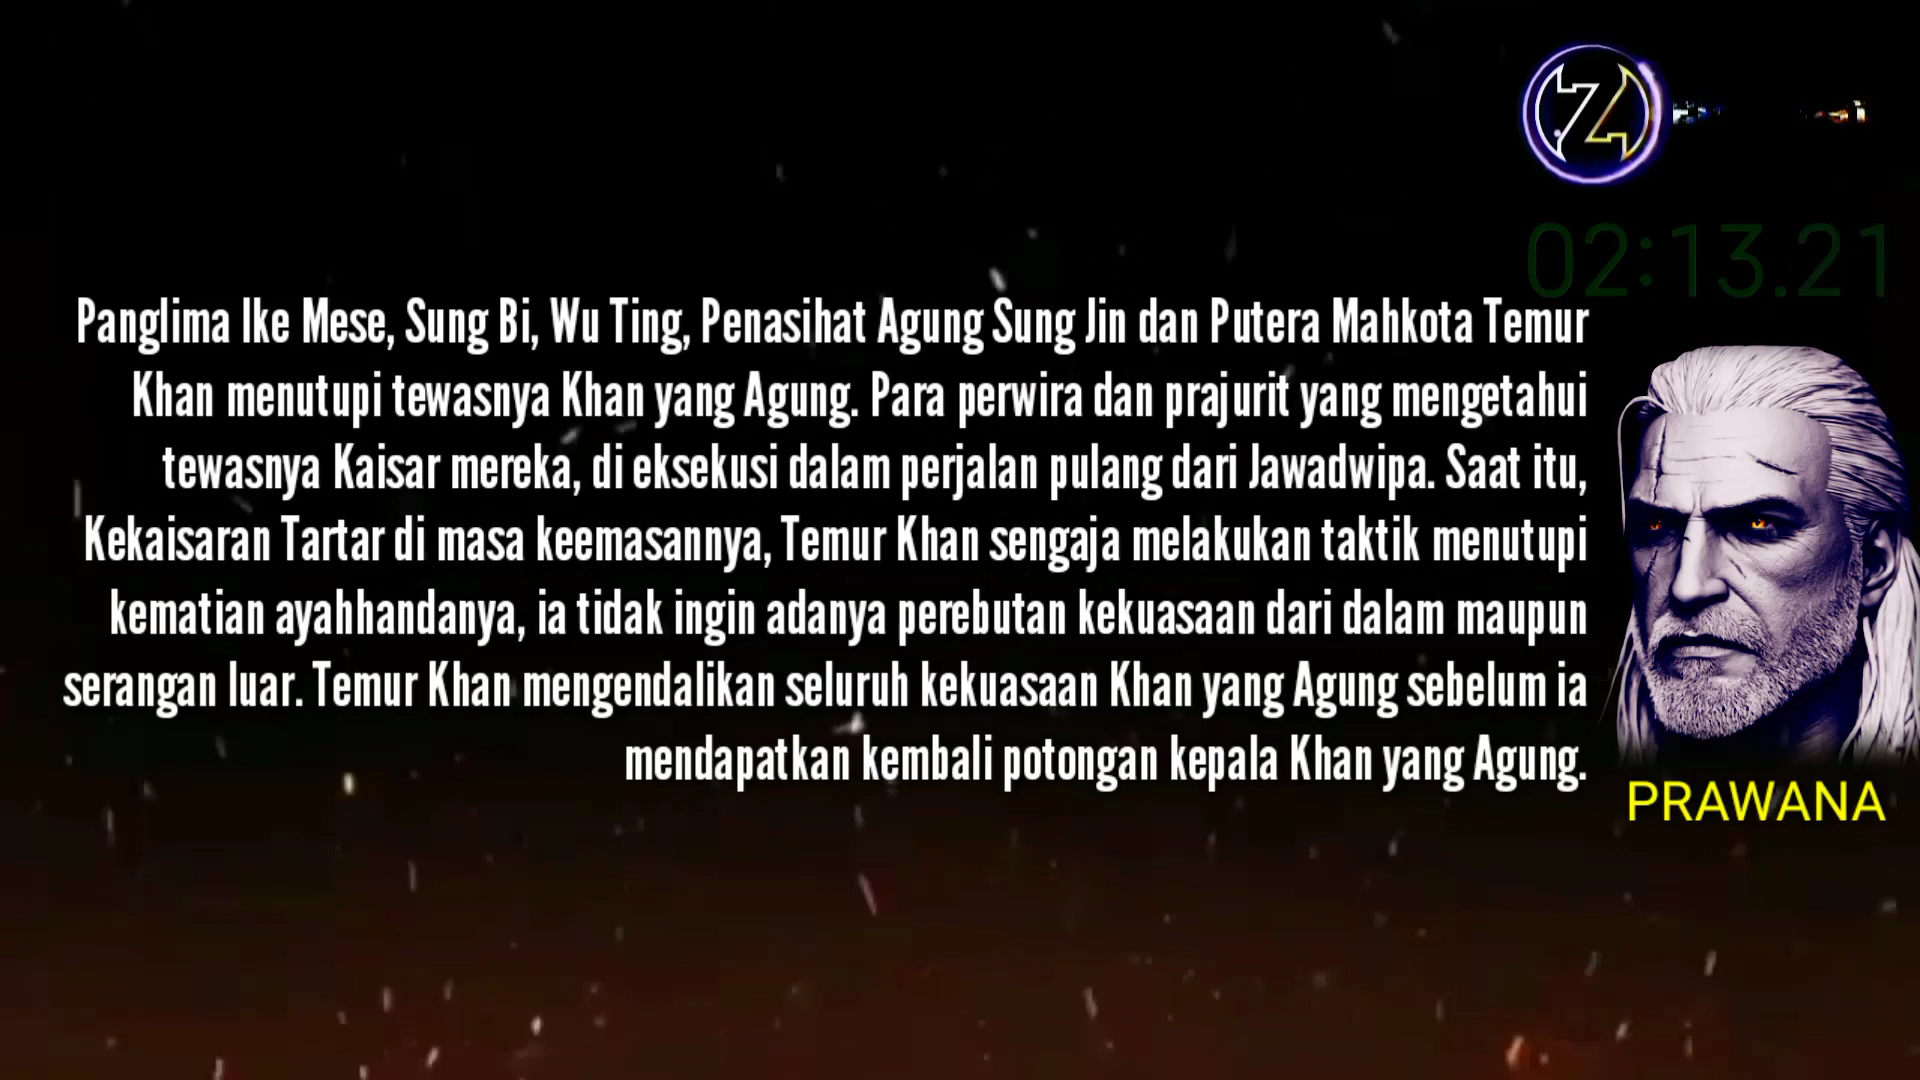 02:13.21
Panglima Ike Mese, Sung Bi, Wu Ting, Penasihat Agung Sung Jin dan Putera Mahkota Temur
Khan menutupi tewasnya Khan yang Agung. Para perwira dan prajurit yang mengetahui
tewasnya Kaisar mereka, di eksekusi dalam perjalan pulang dari Jawadwipa. Saat itu,
Kekaisaran Tartar di masa keemasannya, Temur Khan sengaja melakukan taktik menutupi
kematian ayahhandanya, ia tidak ingin adanya perebutan kekuasaan dari dalam maupun
serangan luar. Temur Khan mengendalikan seluruh kekuasaan Khan yang Agung sebelum ia
mendapatkan kembali potongan kepala Khan yang Agung.
PRAWANA